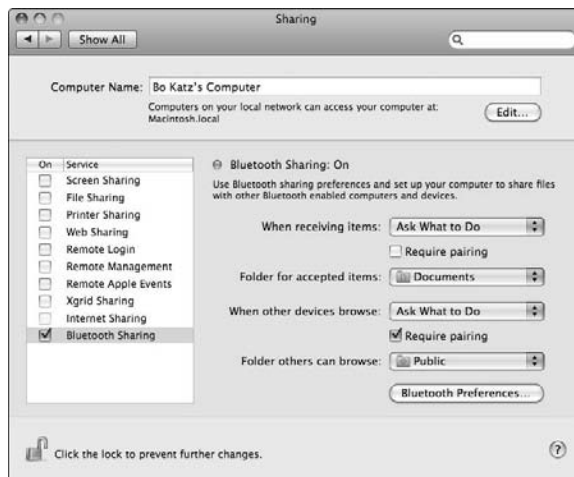 Sharing
Show All
Computer Name: Bo Katz's Computer
Computers on your local network can access your computer at:
Macintosh.local
Edit...
On Service
Screen Sharing
File Sharing
Printer Sharing
Web Sharing
Remote Login
Remote Management
Remote Apple Events
Xgrid Sharing
Internet Sharing
Bluetooth Sharing
Bluetooth Sharing: On
Use Bluetooth sharing preferences and set up your computer to share files
with other Bluetooth enabled computers and devices.
When receiving items: Ask What to Do
Require pairing
Folder for accepted items: Documents
When other devices browse: Ask What to Do
Require pairing
Folder others can browse: Public
Bluetooth Preferences...
Click the lock to prevent further changes.
?